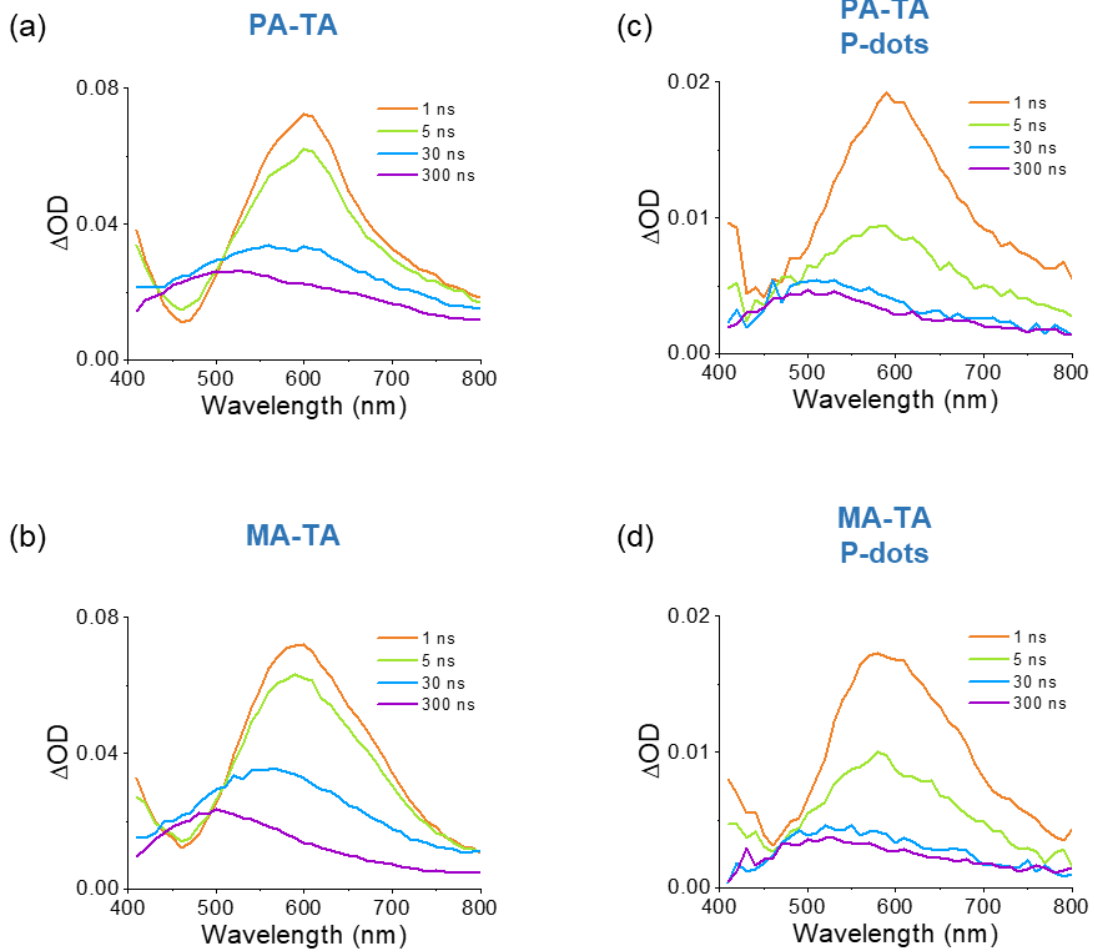 (a)
PA-TA
0.08
0.04
0.00
ΔOD
1 ns
5 ns
30 ns
300 ns
400 500 600 700 800
Wavelength (nm)
(c)
PA-TA
P-dots
0.02
0.01
0.00
ΔOD
1 ns
5 ns
30 ns
300 ns
400 500 600 700 800
Wavelength (nm)
(b)
MA-TA
0.08
0.04
0.00
ΔOD
1 ns
5 ns
30 ns
300 ns
400 500 600 700 800
Wavelength (nm)
(d)
MA-TA
P-dots
0.02
0.01
0.00
ΔOD
1 ns
5 ns
30 ns
300 ns
400 500 600 700 800
Wavelength (nm)